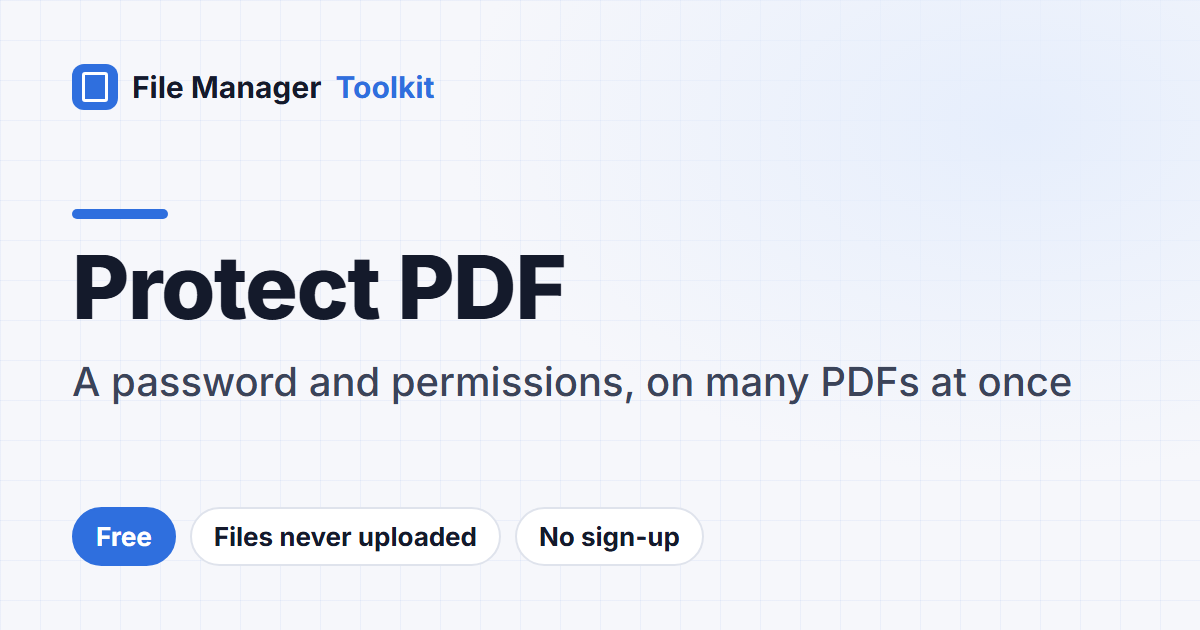 File Manager Toolkit
Protect PDF
A password and permissions, on many PDFs at once
Free
Files never uploaded
No sign-up